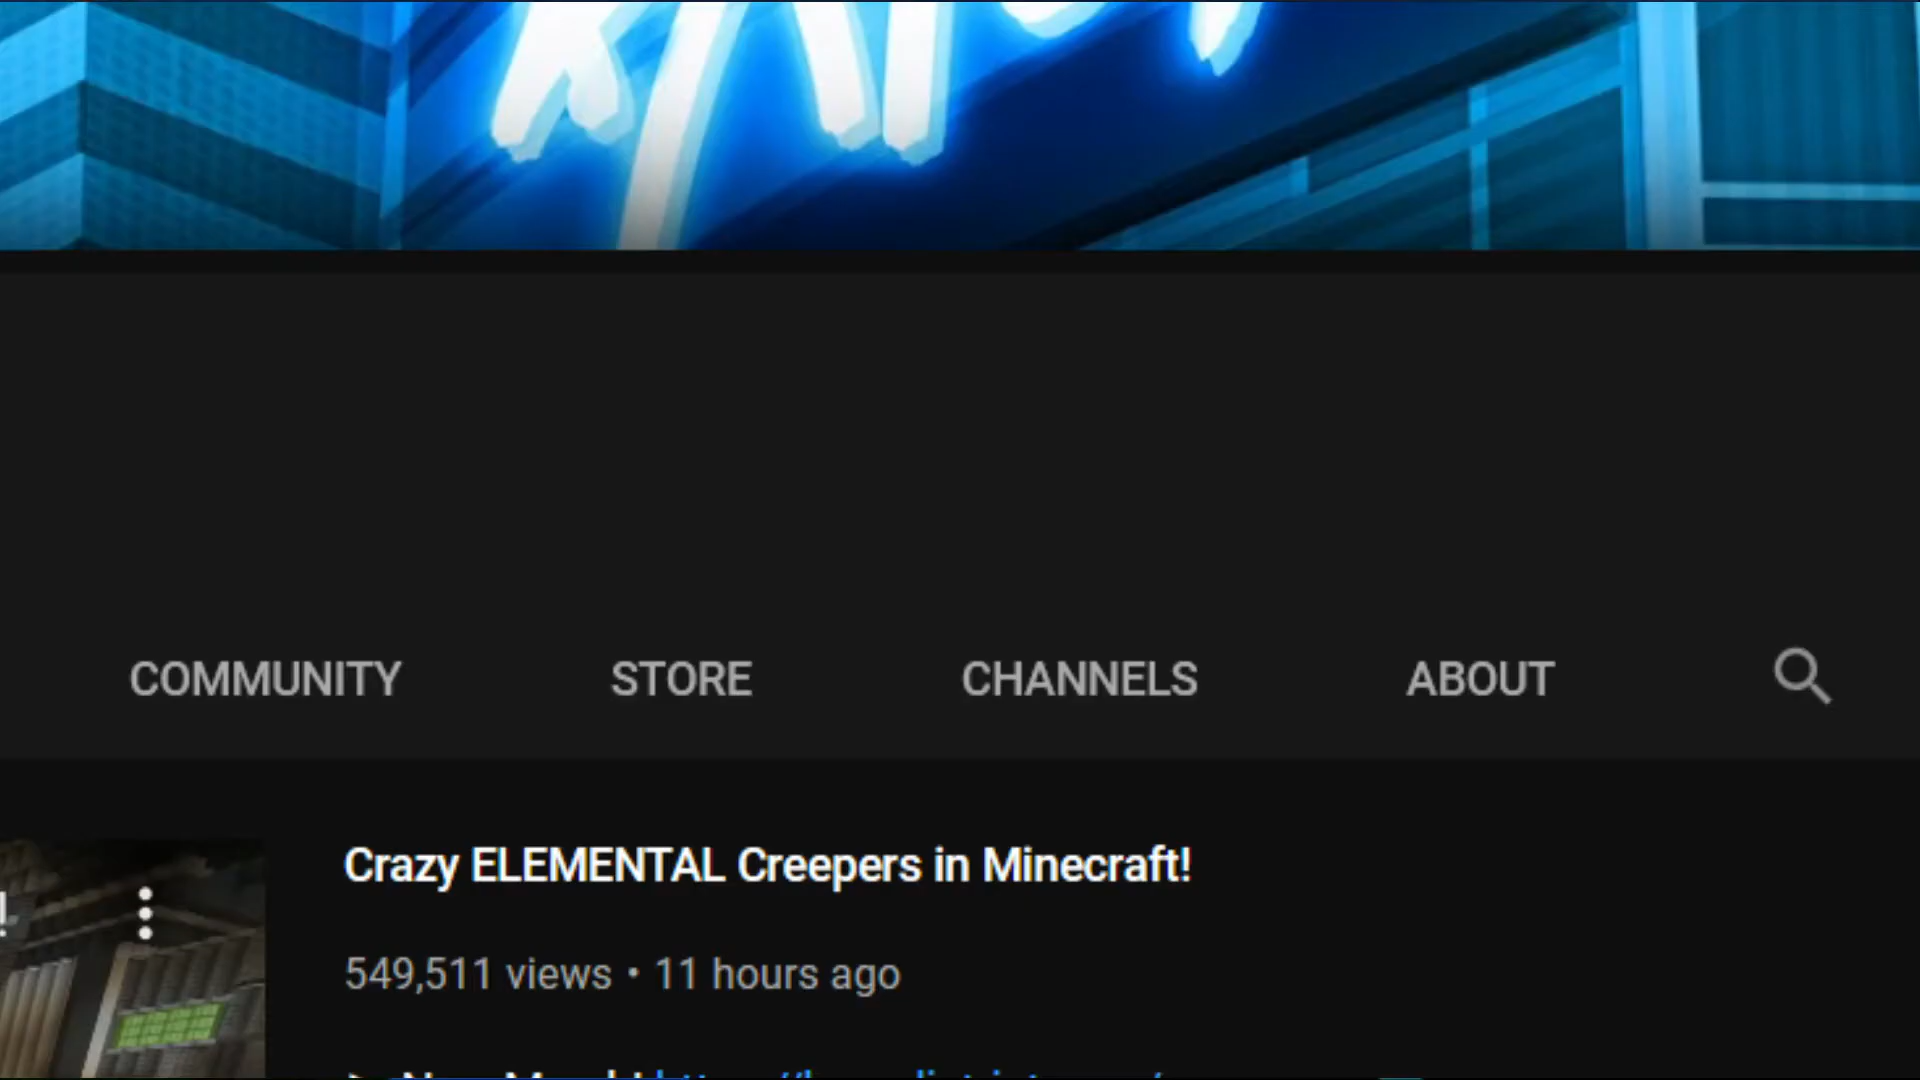 COMMUNITY STORE CHANNELS ABOUT
Crazy ELEMENTAL Creepers in Minecraft!
549,511 views • 11 hours ago